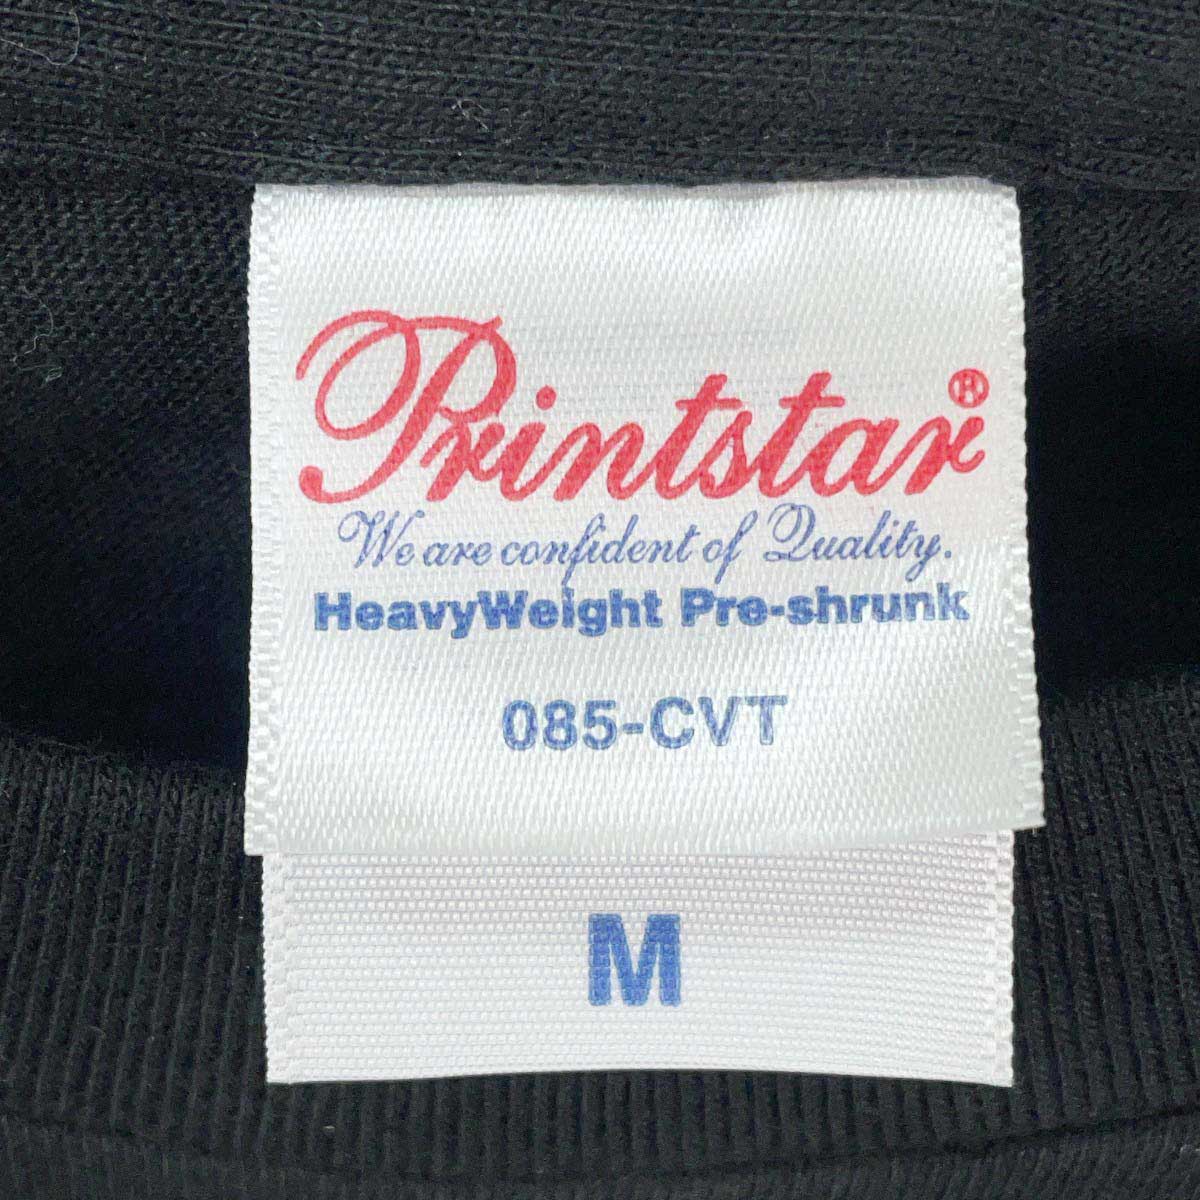 Printstar®
We are confident of Quality.
HeavyWeight Pre-shrunk
085-CVT
M